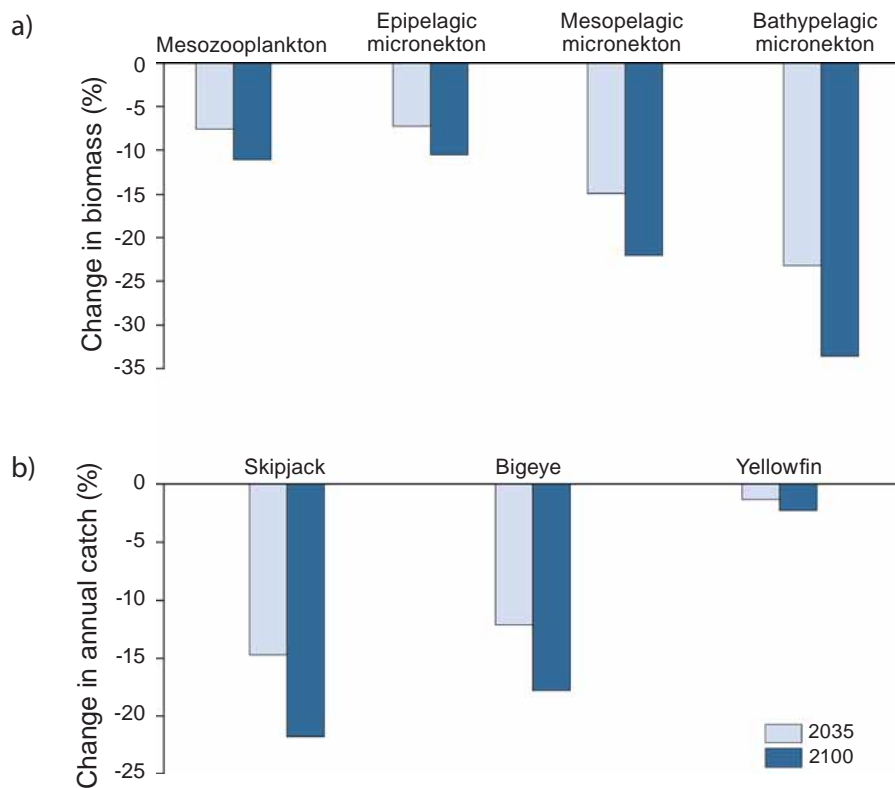 a)
Mesozooplankton
Epipelagic
micronekton
Mesopelagic
micronekton
Bathypelagic
micronekton
Change in biomass (%)
0
-5
-10
-15
-20
-25
-30
-35
b)
Skipjack
Bigeye
Yellowfin
Change in annual catch (%)
0
-5
-10
-15
-20
-25
2035
2100